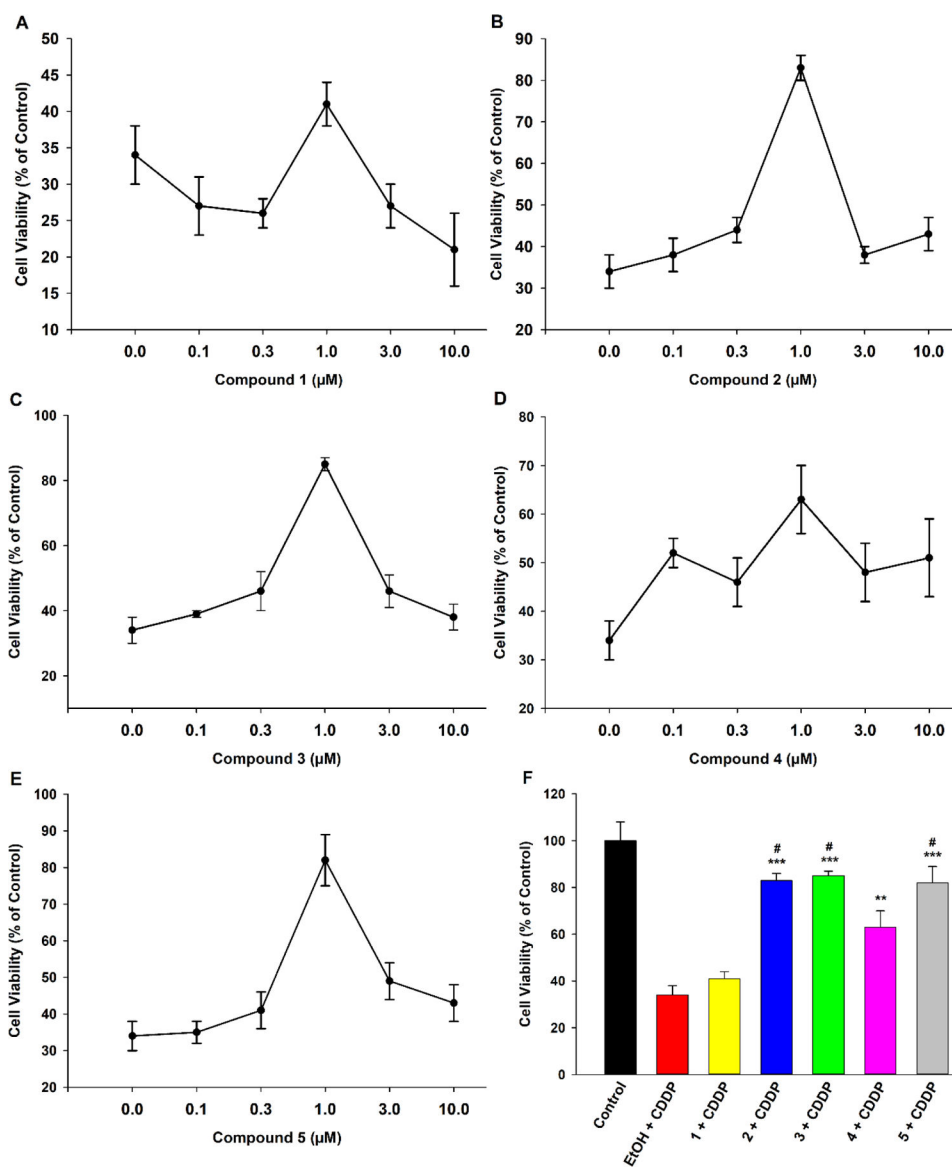 A
Cell Viability (% of Control)
50
45
40
35
30
25
20
15
10
0.0 0.1 0.3 1.0 3.0 10.0
Compound 1 (µM)
B
Cell Viability (% of Control)
90
80
70
60
50
40
30
20
0.0 0.1 0.3 1.0 3.0 10.0
Compound 2 (µM)
C
Cell Viability (% of Control)
100
80
60
40
20
0.0 0.1 0.3 1.0 3.0 10.0
Compound 3 (µM)
D
Cell Viability (% of Control)
80
70
60
50
40
30
20
0.0 0.1 0.3 1.0 3.0 10.0
Compound 4 (µM)
E
Cell Viability (% of Control)
100
90
80
70
60
50
40
30
20
0.0 0.1 0.3 1.0 3.0 10.0
Compound 5 (µM)
F
Cell Viability (% of Control)
120
100
80
60
40
20
0
# # #
*** *** ** ***
Control
EtOH + CDDP
1 + CDDP
2 + CDDP
3 + CDDP
4 + CDDP
5 + CDDP